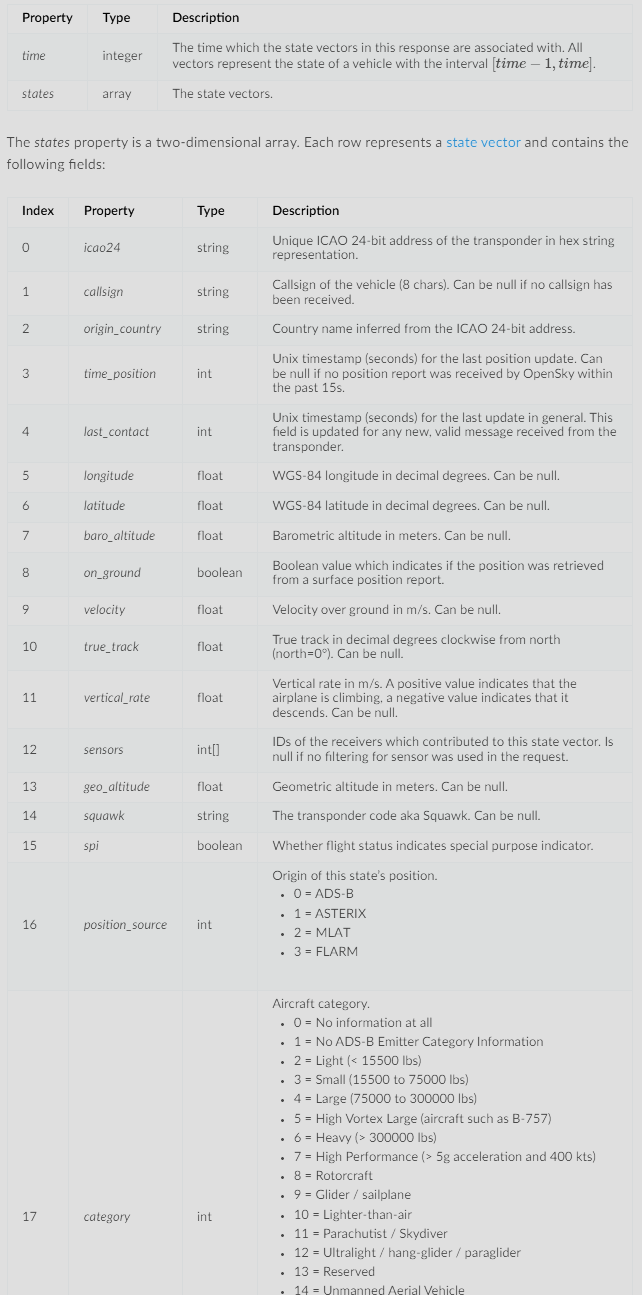 Property Type Description
time integer The time which the state vectors in this response are associated with. All
vectors represent the state of a vehicle with the interval [time − 1, time].
states array The state vectors.
The states property is a two-dimensional array. Each row represents a state vector and contains the
following fields:
Index Property Type Description
0 icao24 string Unique ICAO 24-bit address of the transponder in hex string
representation.
1 callsign string Callsign of the vehicle (8 chars). Can be null if no callsign has
been received.
2 origin_country string Country name inferred from the ICAO 24-bit address.
3 time_position int Unix timestamp (seconds) for the last position update. Can
be null if no position report was received by OpenSky within
the past 15s.
4 last_contact int Unix timestamp (seconds) for the last update in general. This
field is updated for any new, valid message received from the
transponder.
5 longitude float WGS-84 longitude in decimal degrees. Can be null.
6 latitude float WGS-84 latitude in decimal degrees. Can be null.
7 baro_altitude float Barometric altitude in meters. Can be null.
8 on_ground boolean Boolean value which indicates if the position was retrieved
from a surface position report.
9 velocity float Velocity over ground in m/s. Can be null.
10 true_track float True track in decimal degrees clockwise from north
(north=0°). Can be null.
11 vertical_rate float Vertical rate in m/s. A positive value indicates that the
airplane is climbing, a negative value indicates that it
descends. Can be null.
12 sensors int[] IDs of the receivers which contributed to this state vector. Is
null if no filtering for sensor was used in the request.
13 geo_altitude float Geometric altitude in meters. Can be null.
14 squawk string The transponder code aka Squawk. Can be null.
15 spi boolean Whether flight status indicates special purpose indicator.
16 position_source int Origin of this state's position.
• 0 = ADS-B
• 1 = ASTERIX
• 2 = MLAT
• 3 = FLARM
17 category int Aircraft category.
• 0 = No information at all
• 1 = No ADS-B Emitter Category Information
• 2 = Light (< 15500 lbs)
• 3 = Small (15500 to 75000 lbs)
• 4 = Large (75000 to 300000 lbs)
• 5 = High Vortex Large (aircraft such as B-757)
• 6 = Heavy (> 300000 lbs)
• 7 = High Performance (> 5g acceleration and 400 kts)
• 8 = Rotorcraft
• 9 = Glider / sailplane
• 10 = Lighter-than-air
• 11 = Parachutist / Skydiver
• 12 = Ultralight / hang-glider / paraglider
• 13 = Reserved
• 14 = Unmanned Aerial Vehicle